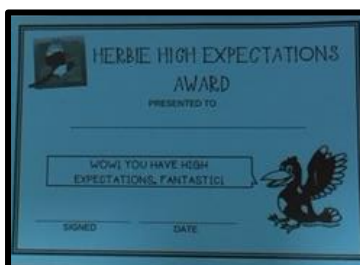 HERBIE HIGH EXPECTATIONS
AWARD
PRESENTED TO
WOW! YOU HAVE HIGH
EXPECTATIONS, FANTASTIC!
SIGNED
DATE